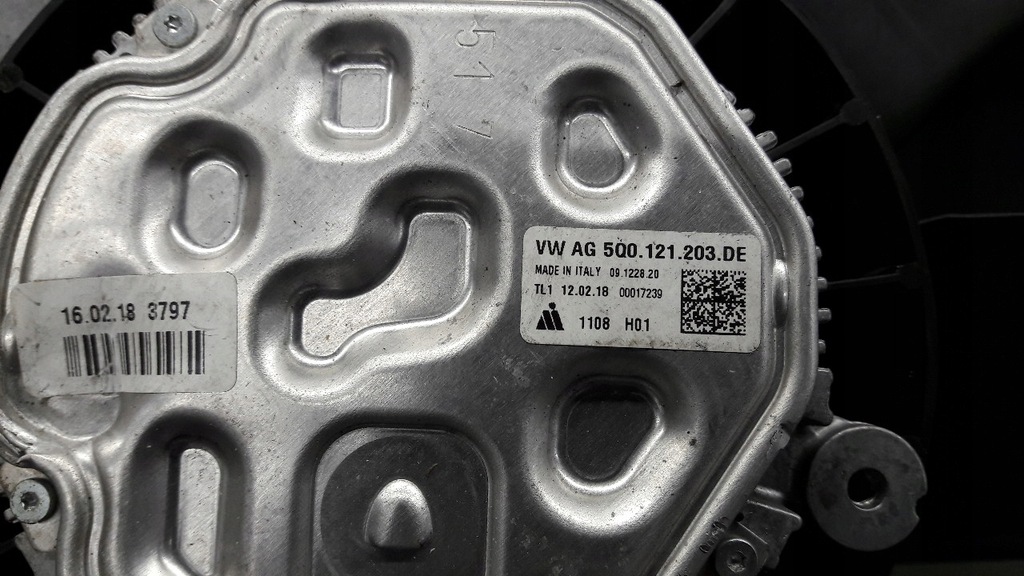 517
VW AG 5Q0.121.203.DE
MADE IN ITALY 09.1228.20
TL1 12.02.18 00017239
1108 H01
16.02.18 3797